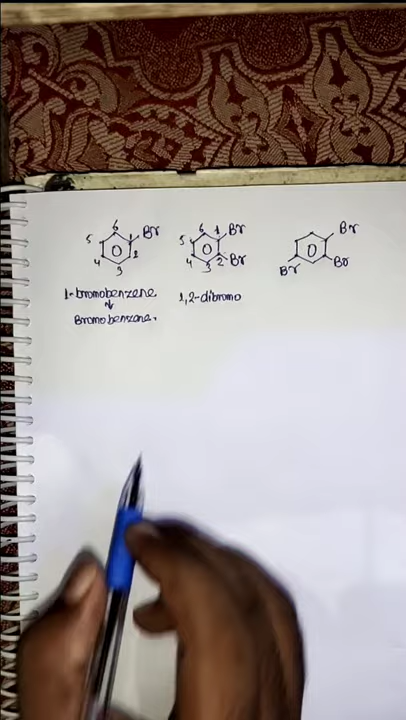 6 1 Br
5 2
4 3
1-bromobenzene
Bromobenzene.
6 1 Br
5 2 Br
4 3
1,2-dibromo
Br
Br
Br